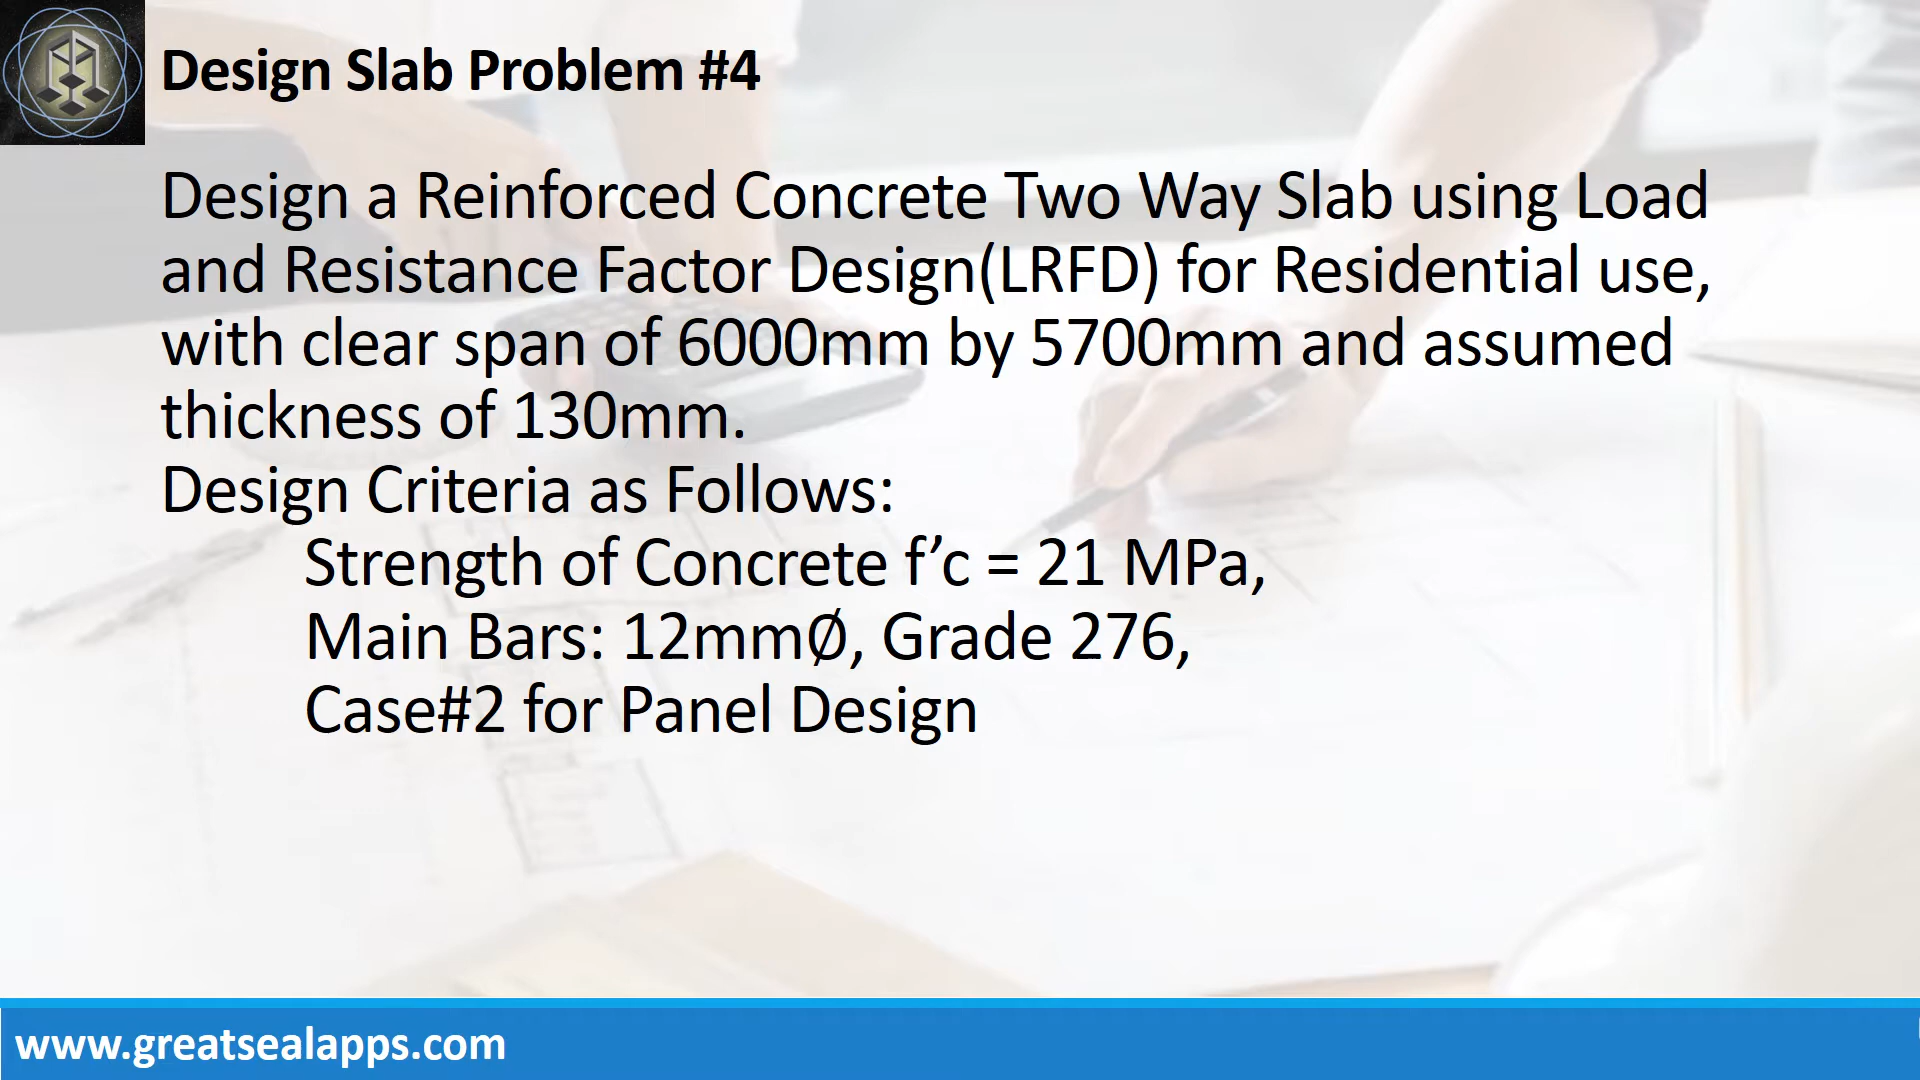 Design Slab Problem #4
Design a Reinforced Concrete Two Way Slab using Load
and Resistance Factor Design(LRFD) for Residential use,
with clear span of 6000mm by 5700mm and assumed
thickness of 130mm.
Design Criteria as Follows:
Strength of Concrete f’c = 21 MPa,
Main Bars: 12mm∅, Grade 276,
Case#2 for Panel Design
www.greatsealapps.com